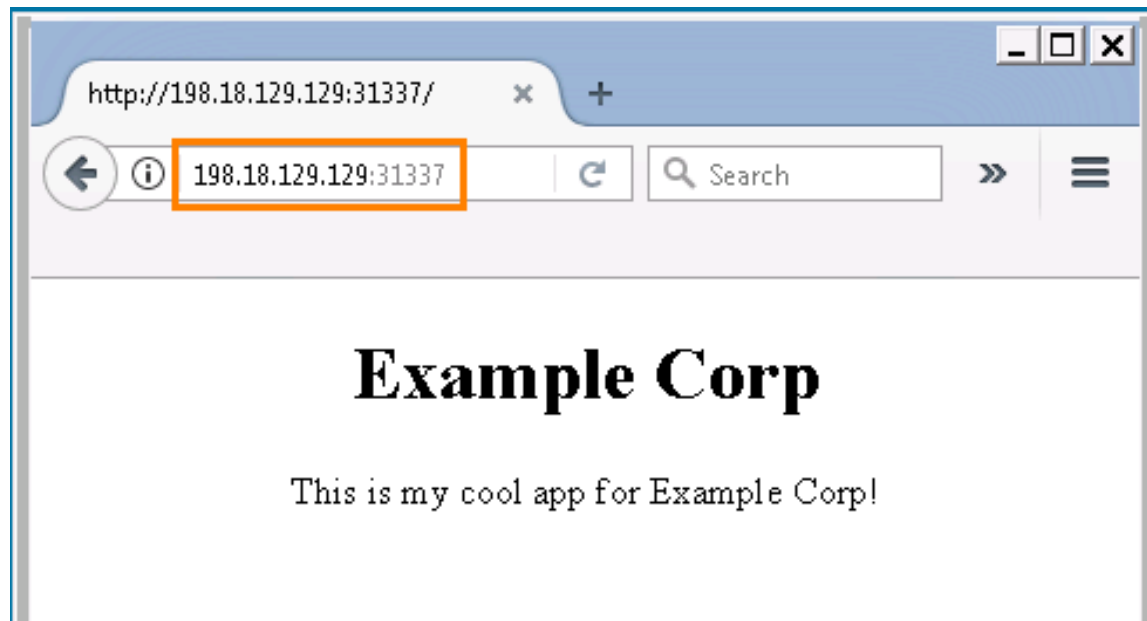 http://198.18.129.129:31337/
198.18.129.129:31337
Search
Example Corp
This is my cool app for Example Corp!